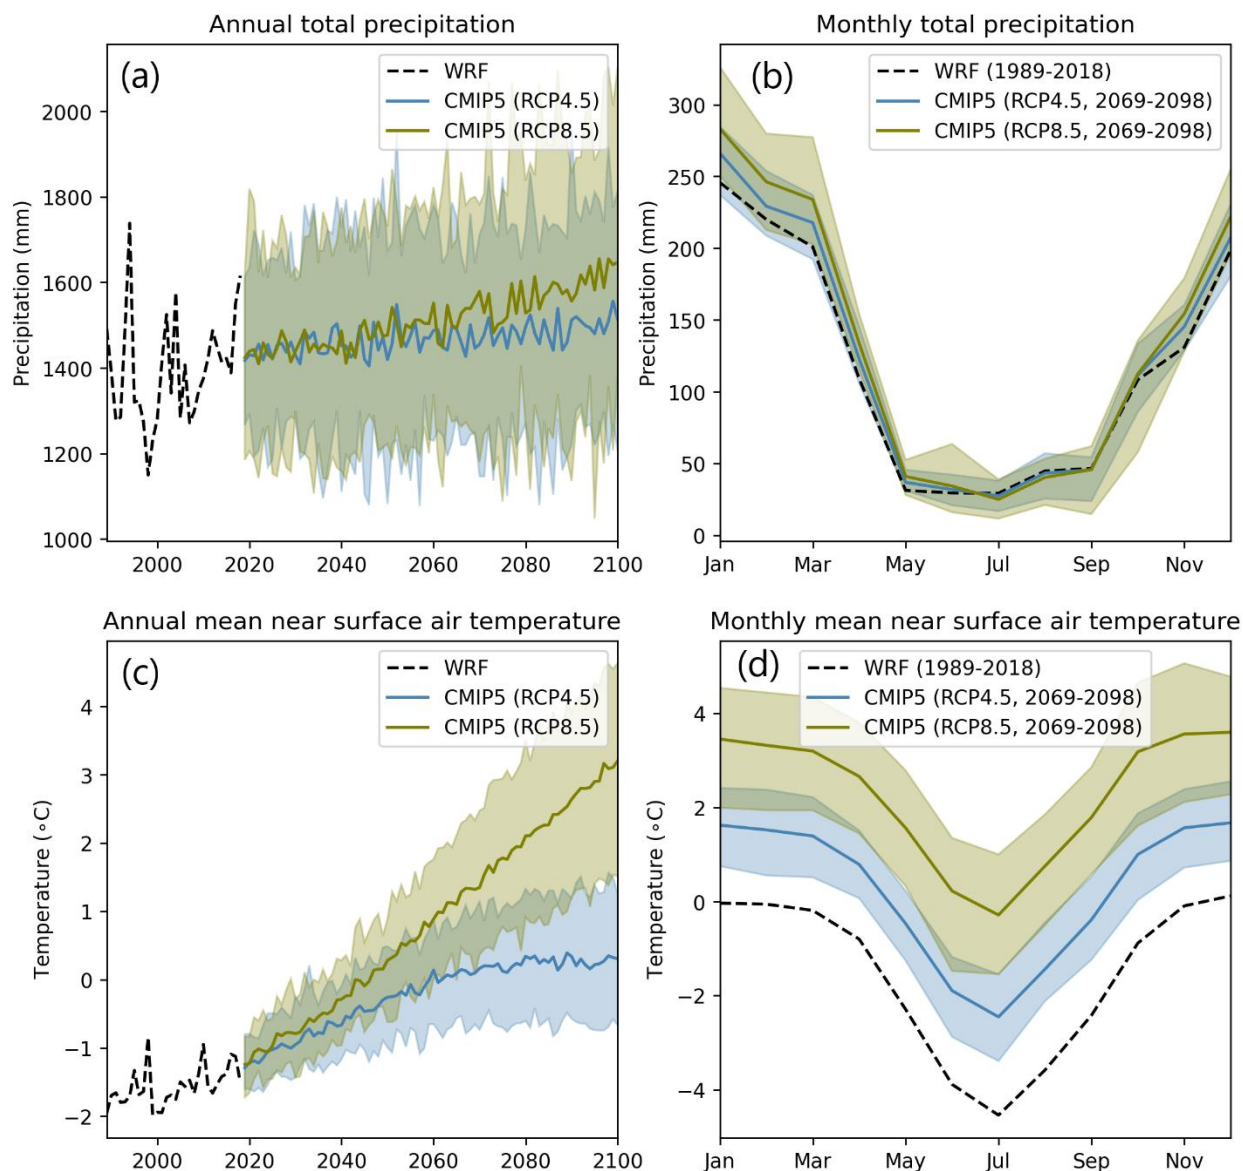 Annual total precipitation
(a)
WRF
CMIP5 (RCP4.5)
CMIP5 (RCP8.5)
Precipitation (mm)
2000
1800
1600
1400
1200
1000
2000 2020 2040 2060 2080 2100
Monthly total precipitation
(b)
WRF (1989-2018)
CMIP5 (RCP4.5, 2069-2098)
CMIP5 (RCP8.5, 2069-2098)
Precipitation (mm)
300
250
200
150
100
50
0
Jan Mar May Jul Sep Nov
Annual mean near surface air temperature
(c)
WRF
CMIP5 (RCP4.5)
CMIP5 (RCP8.5)
Temperature (∘C)
4
3
2
1
0
−1
−2
2000 2020 2040 2060 2080 2100
Monthly mean near surface air temperature
(d)
WRF (1989-2018)
CMIP5 (RCP4.5, 2069-2098)
CMIP5 (RCP8.5, 2069-2098)
Temperature (∘C)
4
2
0
−2
−4
Jan Mar May Jul Sep Nov